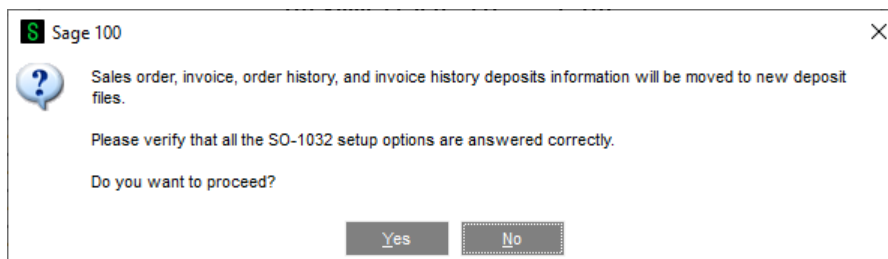 Sage 100
Sales order, invoice, order history, and invoice history deposits information will be moved to new deposit
files.
Please verify that all the SO-1032 setup options are answered correctly.
Do you want to proceed?
Yes
No